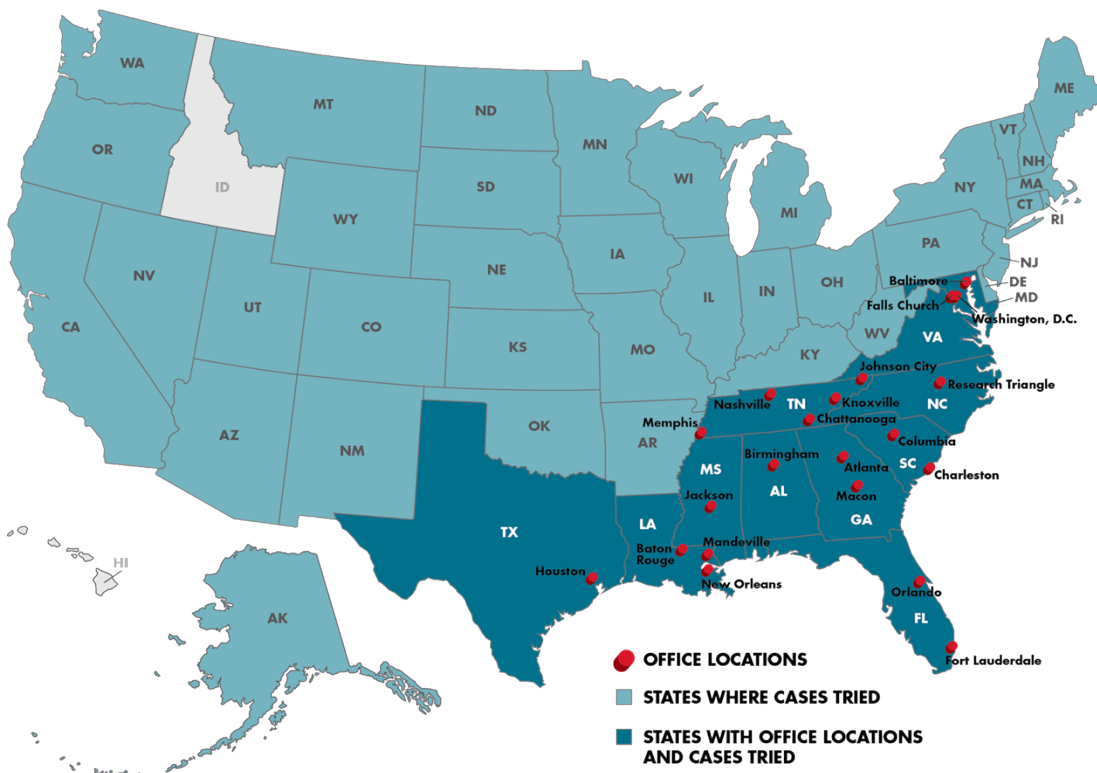 WA
MT
ND
MN
ME
VT
NH
OR
ID
SD
WI
MI
NY
MA
CT
RI
WY
IA
PA
NJ
NV
NE
IL
IN
OH
DE
MD
Baltimore
Falls Church
Washington, D.C.
UT
CO
CA
KS
MO
WV
VA
KY
Johnson City
Research Triangle
Nashville
TN
Knoxville
NC
Chattanooga
Memphis
AZ
NM
OK
AR
Columbia
Birmingham
MS
Atlanta
SC
Charleston
Jackson
AL
Macon
GA
TX
LA
Baton
Rouge
Mandeville
New Orleans
Houston
HI
AK
Orlando
FL
Fort Lauderdale
OFFICE LOCATIONS
STATES WHERE CASES TRIED
STATES WITH OFFICE LOCATIONS
AND CASES TRIED